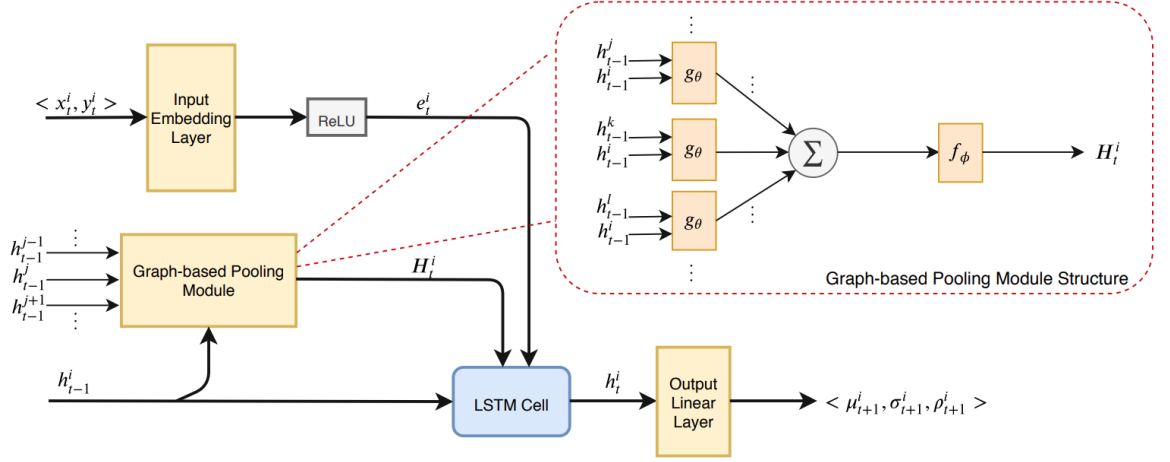 < x_t^i, y_t^i >
Input
Embedding
Layer
ReLU
e_t^i
h_{t-1}^{j-1}
h_{t-1}^j
h_{t-1}^{j+1}
Graph-based Pooling
Module
H_t^i
h_{t-1}^i
LSTM Cell
h_t^i
Output
Linear
Layer
< μ_{t+1}^i, σ_{t+1}^i, ρ_{t+1}^i >
⋮
h_{t-1}^j
h_{t-1}^i
g_θ
h_{t-1}^k
h_{t-1}^i
g_θ
h_{t-1}^l
h_{t-1}^i
g_θ
⋮
∑
f_ϕ
H_t^i
Graph-based Pooling Module Structure